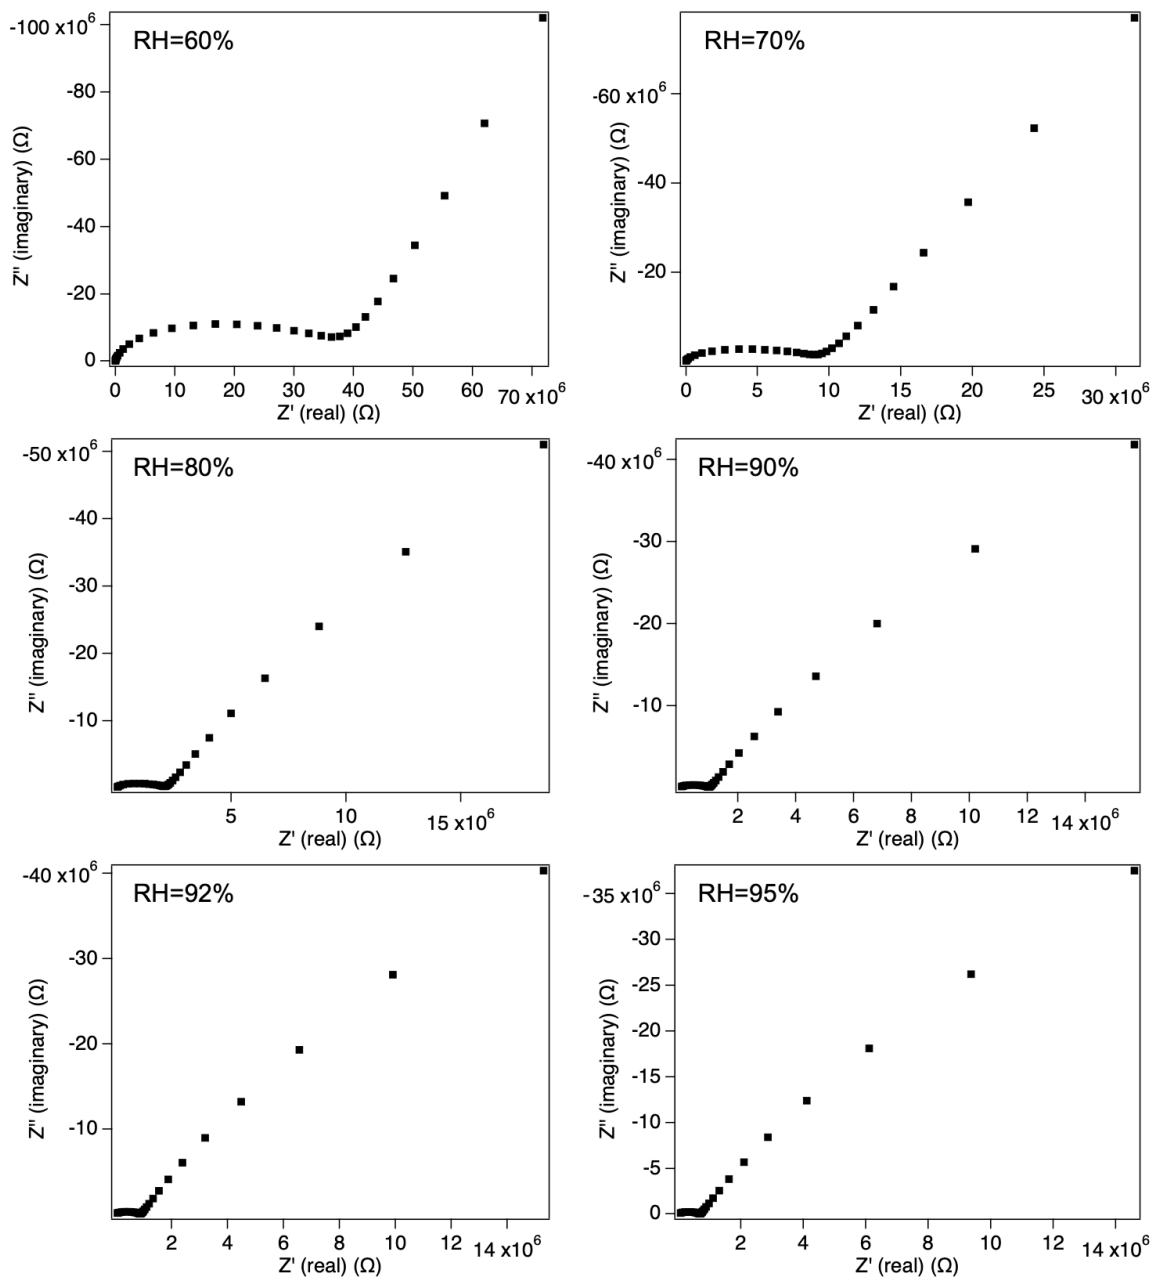 RH=60%
-100 x10⁶
-80
-60
-40
-20
0
Z" (imaginary) (Ω)
0 10 20 30 40 50 60 70 x10⁶
Z' (real) (Ω)
RH=70%
-60 x10⁶
-40
-20
Z" (imaginary) (Ω)
0 5 10 15 20 25 30 x10⁶
Z' (real) (Ω)
RH=80%
-50 x10⁶
-40
-30
-20
-10
Z" (imaginary) (Ω)
5 10 15 x10⁶
Z' (real) (Ω)
RH=90%
-40 x10⁶
-30
-20
-10
Z" (imaginary) (Ω)
2 4 6 8 10 12 14 x10⁶
Z' (real) (Ω)
RH=92%
-40 x10⁶
-30
-20
-10
Z" (imaginary) (Ω)
2 4 6 8 10 12 14 x10⁶
Z' (real) (Ω)
RH=95%
-35 x10⁶
-30
-25
-20
-15
-10
-5
0
Z" (imaginary) (Ω)
2 4 6 8 10 12 14 x10⁶
Z' (real) (Ω)